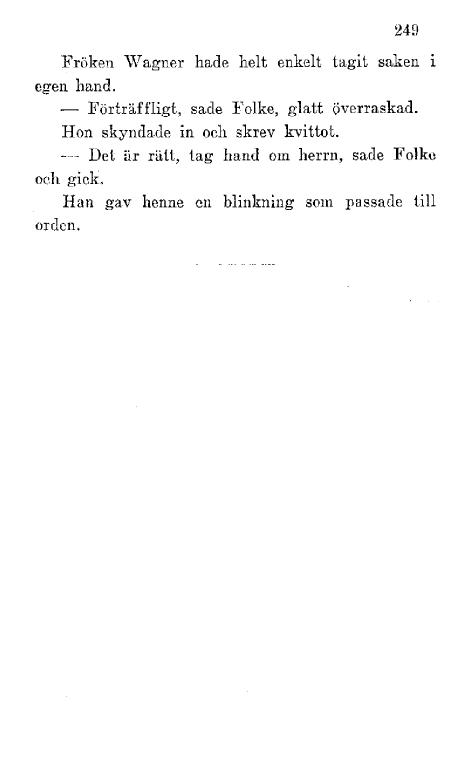 249
Fröken Wagner hade helt enkelt tagit saken i
egen hand.
— Förträffligt, sade Folke, glatt överraskad.
Hon skyndade in och skrev kvittot.
— Det är rätt, tag hand om herrn, sade Folke
och gick.
Han gav henne en blinkning som passade till
orden.